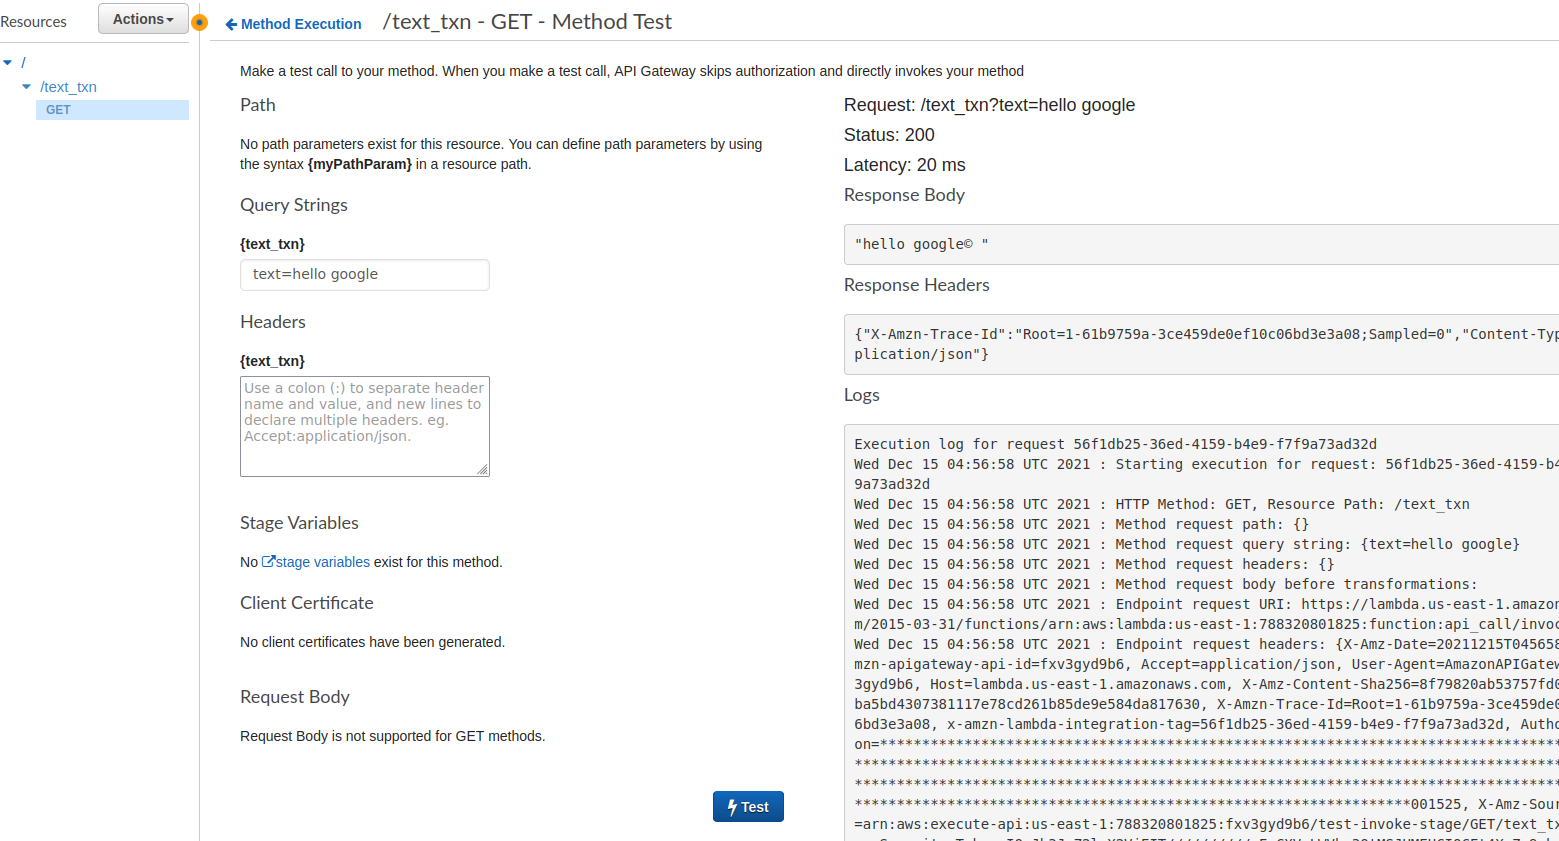 Resources
Actions
/
/text_txn
GET
Method Execution
/text_txn - GET - Method Test
Make a test call to your method. When you make a test call, API Gateway skips authorization and directly invokes your method
Path
No path parameters exist for this resource. You can define path parameters by using
the syntax {myPathParam} in a resource path.
Query Strings
{text_txn}
text=hello google
Headers
{text_txn}
Use a colon (:) to separate header
name and value, and new lines to
declare multiple headers. eg.
Accept:application/json.
Stage Variables
No stage variables exist for this method.
Client Certificate
No client certificates have been generated.
Request Body
Request Body is not supported for GET methods.
Test
Request: /text_txn?text=hello google
Status: 200
Latency: 20 ms
Response Body
"hello google© "
Response Headers
{"X-Amzn-Trace-Id":"Root=1-61b9759a-3ce459de0ef10c06bd3e3a08;Sampled=0","Content-Typ
plication/json"}
Logs
Execution log for request 56f1db25-36ed-4159-b4e9-f7f9a73ad32d
Wed Dec 15 04:56:58 UTC 2021 : Starting execution for request: 56f1db25-36ed-4159-b4
9a73ad32d
Wed Dec 15 04:56:58 UTC 2021 : HTTP Method: GET, Resource Path: /text_txn
Wed Dec 15 04:56:58 UTC 2021 : Method request path: {}
Wed Dec 15 04:56:58 UTC 2021 : Method request query string: {text=hello google}
Wed Dec 15 04:56:58 UTC 2021 : Method request headers: {}
Wed Dec 15 04:56:58 UTC 2021 : Method request body before transformations:
Wed Dec 15 04:56:58 UTC 2021 : Endpoint request URI: https://lambda.us-east-1.amazon
m/2015-03-31/functions/arn:aws:lambda:us-east-1:788320801825:function:api_call/invoc
Wed Dec 15 04:56:58 UTC 2021 : Endpoint request headers: {X-Amz-Date=20211215T045658
mzn-apigateway-api-id=fxv3gyd9b6, Accept=application/json, User-Agent=AmazonAPIGatew
3gyd9b6, Host=lambda.us-east-1.amazonaws.com, X-Amz-Content-Sha256=8f79820ab53757fd0
ba5bd4307381117e78cd261b85de9e584da817630, X-Amzn-Trace-Id=Root=1-61b9759a-3ce459de0
6bd3e3a08, x-amzn-lambda-integration-tag=56f1db25-36ed-4159-b4e9-f7f9a73ad32d, Autho
on=*********************************************************************************
************************************************************************************
************************************************************************************
******************************************************************001525, X-Amz-Sour
=arn:aws:execute-api:us-east-1:788320801825:fxv3gyd9b6/test-invoke-stage/GET/text_tx